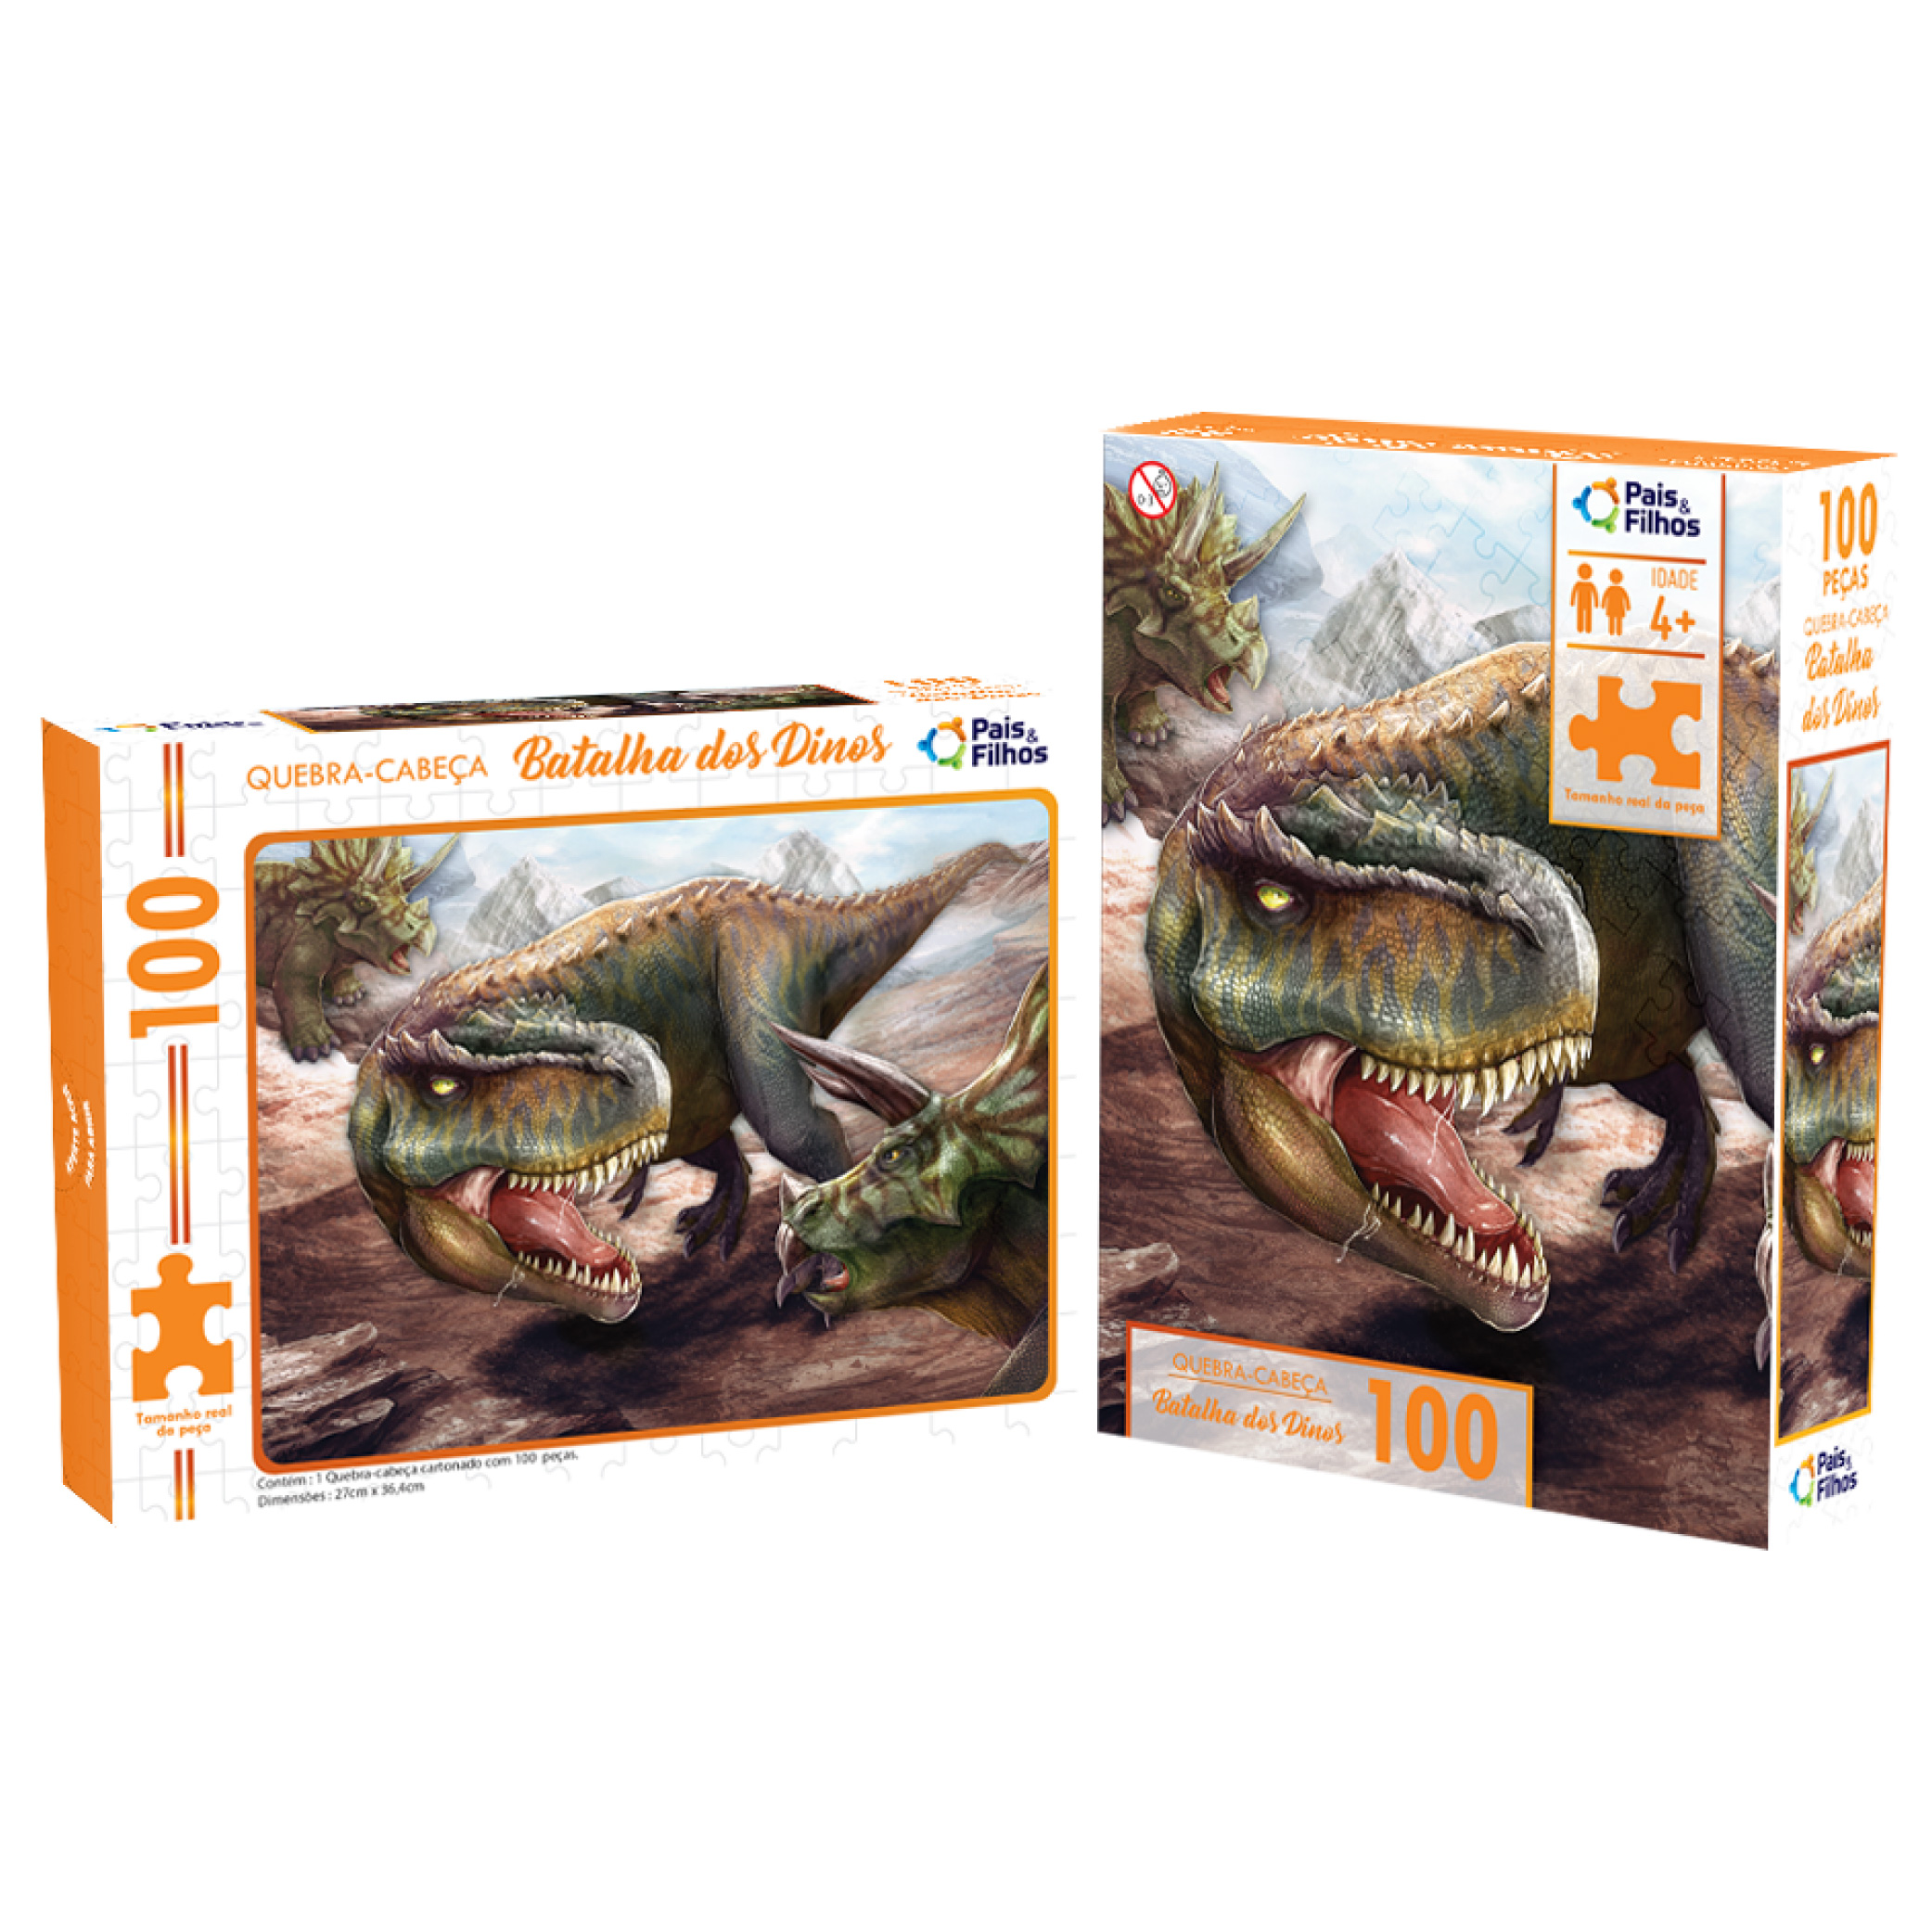 QUEBRA-CABEÇA Batalha dos Dinos
Pais &
Filhos
100
Tamanho real
da peça
Contém : 1 Quebra-cabeça cartonado com 100 peças.
Dimensões : 27cm x 36,4cm
0-3
Pais &
Filhos
IDADE
4+
Tamanho real da peça
QUEBRA-CABEÇA
Batalha dos Dinos
100
100
PEÇAS
QUEBRA-CABEÇA
Batalha
dos Dinos
Pais &
Filhos